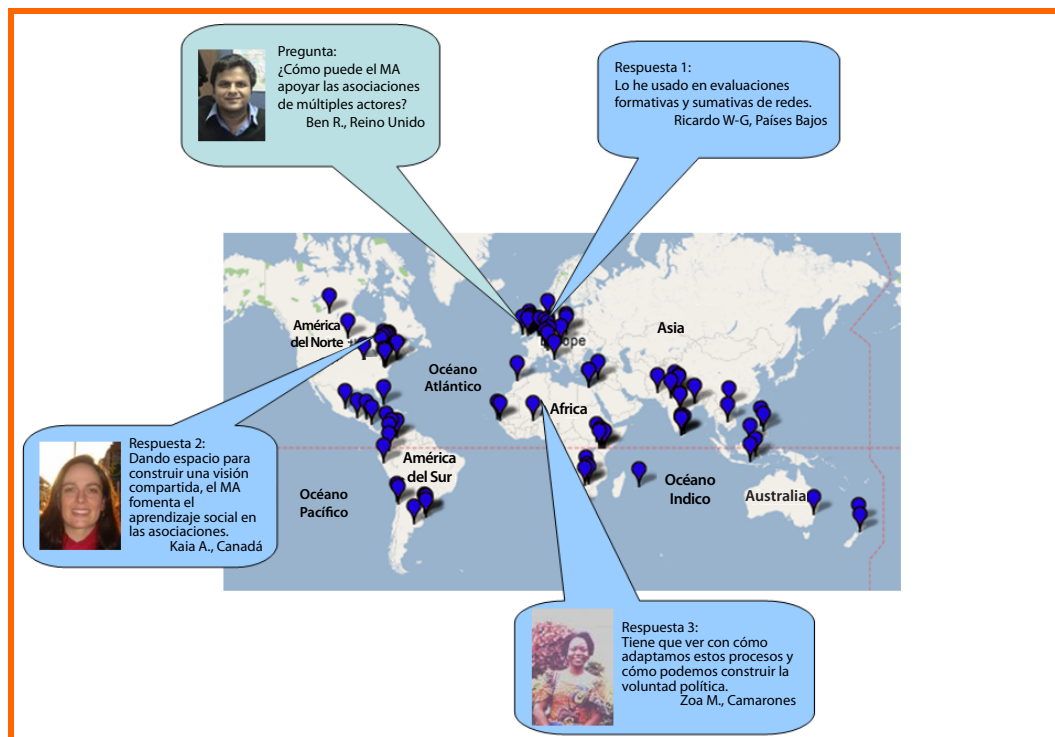 Pregunta:
¿Cómo puede el MA
apoyar las asociaciones
de múltiples actores?
Ben R., Reino Unido
Respuesta 1:
Lo he usado en evaluaciones
formativas y sumativas de redes.
Ricardo W-G, Países Bajos
América
del Norte
Océano
Atlántico
Asia
Africa
América
del Sur
Océano
Pacífico
Océano
Indico
Australia
Respuesta 2:
Dando espacio para
construir una visión
compartida, el MA
fomenta el
aprendizaje social en
las asociaciones.
Kaia A., Canadá
Respuesta 3:
Tiene que ver con cómo
adaptamos estos procesos y
cómo podemos construir la
voluntad política.
Zoa M., Camarones